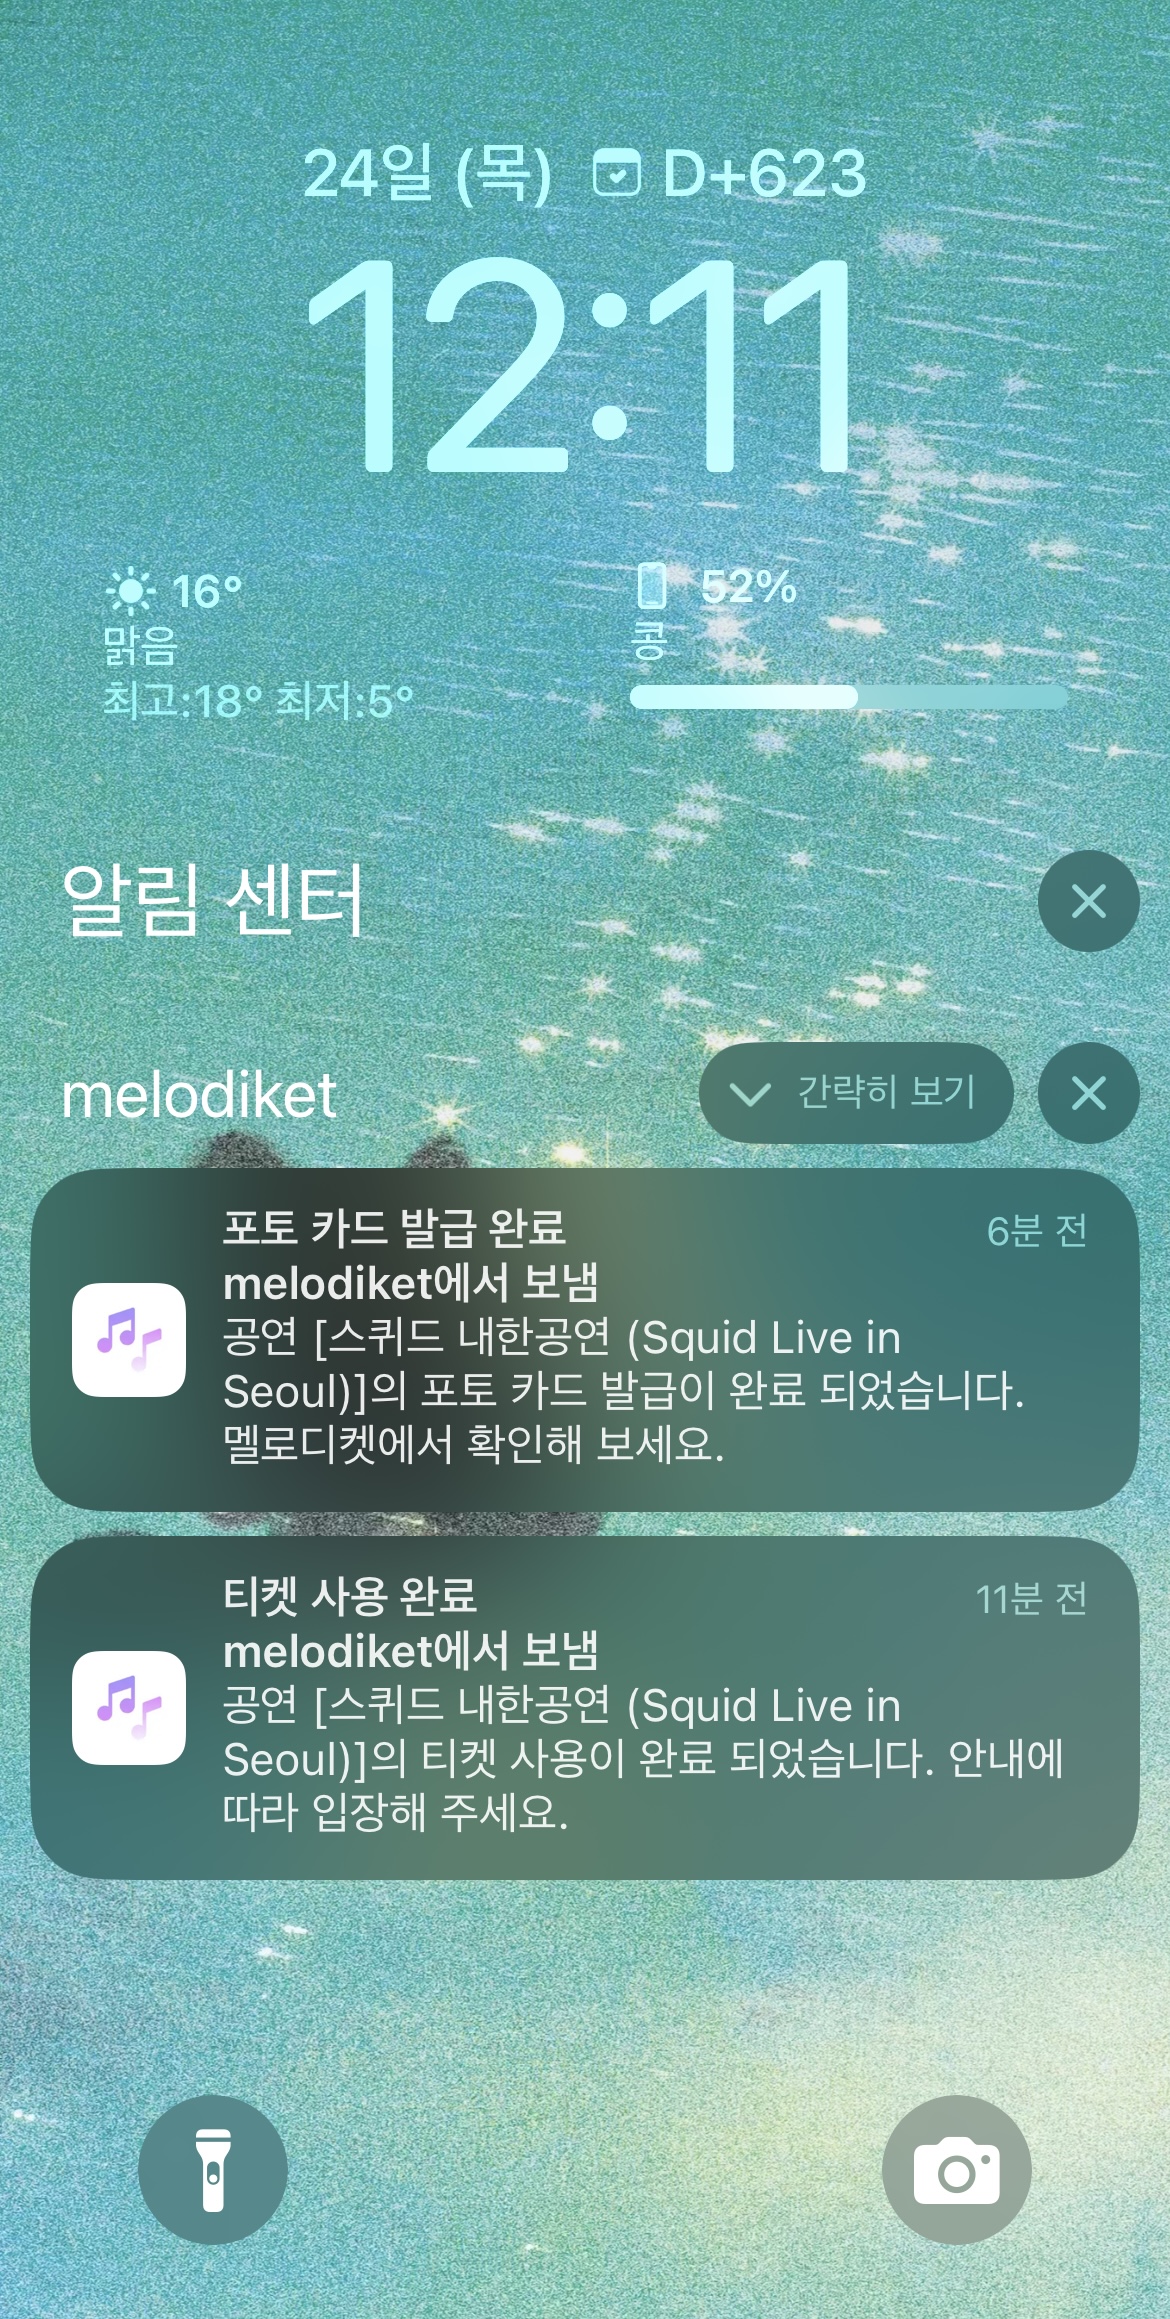 24일 (목) D+623
12:11
16°
맑음
최고:18° 최저:5°
52%
콩
알림 센터
melodiket
간략히 보기
포토 카드 발급 완료
6분 전
melodiket에서 보냄
공연 [스퀴드 내한공연 (Squid Live in
Seoul)]의 포토 카드 발급이 완료 되었습니다.
멜로디켓에서 확인해 보세요.
티켓 사용 완료
11분 전
melodiket에서 보냄
공연 [스퀴드 내한공연 (Squid Live in
Seoul)]의 티켓 사용이 완료 되었습니다. 안내에
따라 입장해 주세요.